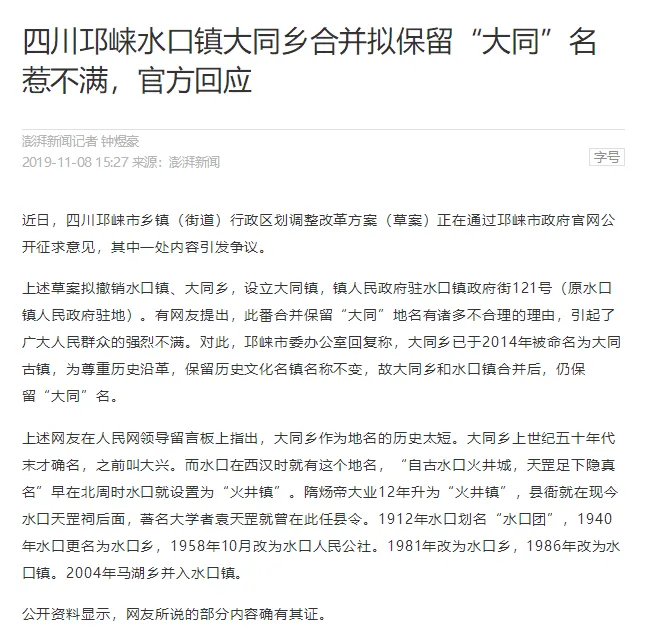 四川邛崃水口镇大同乡合并拟保留“大同”名
惹不满，官方回应
澎湃新闻记者 钟煜豪
2019-11-08 15:27 来源：澎湃新闻
字号
近日，四川邛崃市乡镇（街道）行政区划调整改革方案（草案）正在通过邛崃市政府官网公
开征求意见，其中一处内容引发争议。
上述草案拟撤销水口镇、大同乡，设立大同镇，镇人民政府驻水口镇政府街121号（原水口
镇人民政府驻地）。有网友提出，此番合并保留“大同”地名有诸多不合理的理由，引起了
广大人民群众的强烈不满。对此，邛崃市委办公室回复称，大同乡已于2014年被命名为大同
古镇，为尊重历史沿革，保留历史文化名镇名称不变，故大同乡和水口镇合并后，仍保
留“大同”名。
上述网友在人民网领导留言板上指出，大同乡作为地名的历史太短。大同乡上世纪五十年代
末才确名，之前叫大兴。而水口在西汉时就有这个地名，“自古水口火井城，天罡足下隐真
名”早在北周时水口就设置为“火井镇”。隋炀帝大业12年升为“火井镇”，县衙就在现今
水口天罡祠后面，著名大学者袁天罡就曾在此任县令。1912年水口划名“水口团”，1940
年水口更名为水口乡，1958年10月改为水口人民公社。1981年改为水口乡，1986年改为水
口镇。2004年马湖乡并入水口镇。
公开资料显示，网友所说的部分内容确有其证。